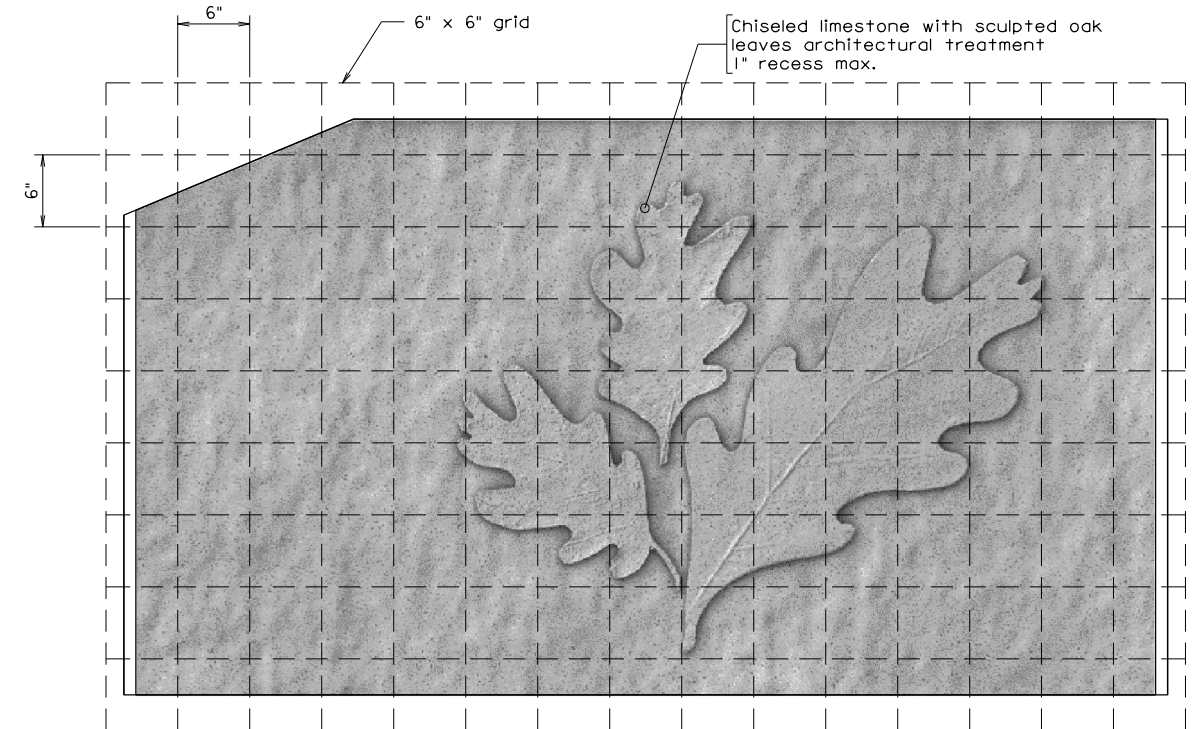 6"
6" x 6" grid
Chiseled limestone with sculpted oak
leaves architectural treatment
1" recess max.
6"